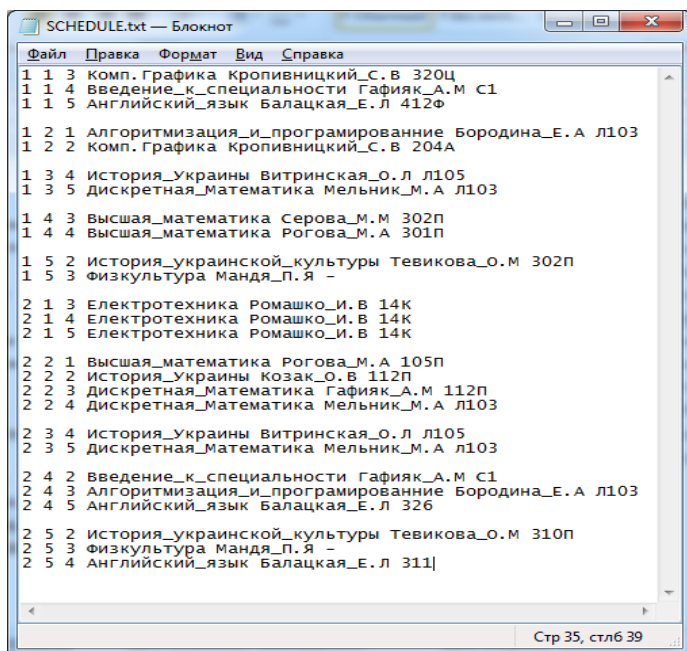 SCHEDULE.txt — Блокнот
Файл Правка Формат Вид Справка
1 1 3 Комп.Графика Кропивницкий_С.В 320Ц
1 1 4 Введение_к_специальности Гафияк_А.М С1
1 1 5 Английский_язык Балацкая_Е.Л 412Ф
1 2 1 Алгоритмизация_и_програмированние Бородина_Е.А Л103
1 2 2 Комп.Графика Кропивницкий_С.В 204А
1 3 4 История_Украины Витринская_О.Л Л105
1 3 5 Дискретная_Математика Мельник_М.А Л103
1 4 3 Высшая_математика Серова_М.М 302П
1 4 4 Высшая_математика Рогова_М.А 301П
1 5 2 История_украинской_культуры Тевикова_О.М 302П
1 5 3 Физкультура Мандя_П.Я -
2 1 3 Електротехника Ромашко_И.В 14К
2 1 4 Електротехника Ромашко_И.В 14К
2 1 5 Електротехника Ромашко_И.В 14К
2 2 1 Высшая_математика Рогова_М.А 105П
2 2 2 История_Украины Козак_О.В 112П
2 2 3 Дискретная_Математика Гафияк_А.М 112П
2 2 4 Дискретная_Математика Мельник_М.А Л103
2 3 4 История_Украины Витринская_О.Л Л105
2 3 5 Дискретная_Математика Мельник_М.А Л103
2 4 2 Введение_к_специальности Гафияк_А.М С1
2 4 3 Алгоритмизация_и_програмированние Бородина_Е.А Л103
2 4 5 Английский_язык Балацкая_Е.Л 326
2 5 2 История_украинской_культуры Тевикова_О.М 310П
2 5 3 Физкультура Мандя_П.Я -
2 5 4 Английский_язык Балацкая_Е.Л 311
Стр 35, стлб 39